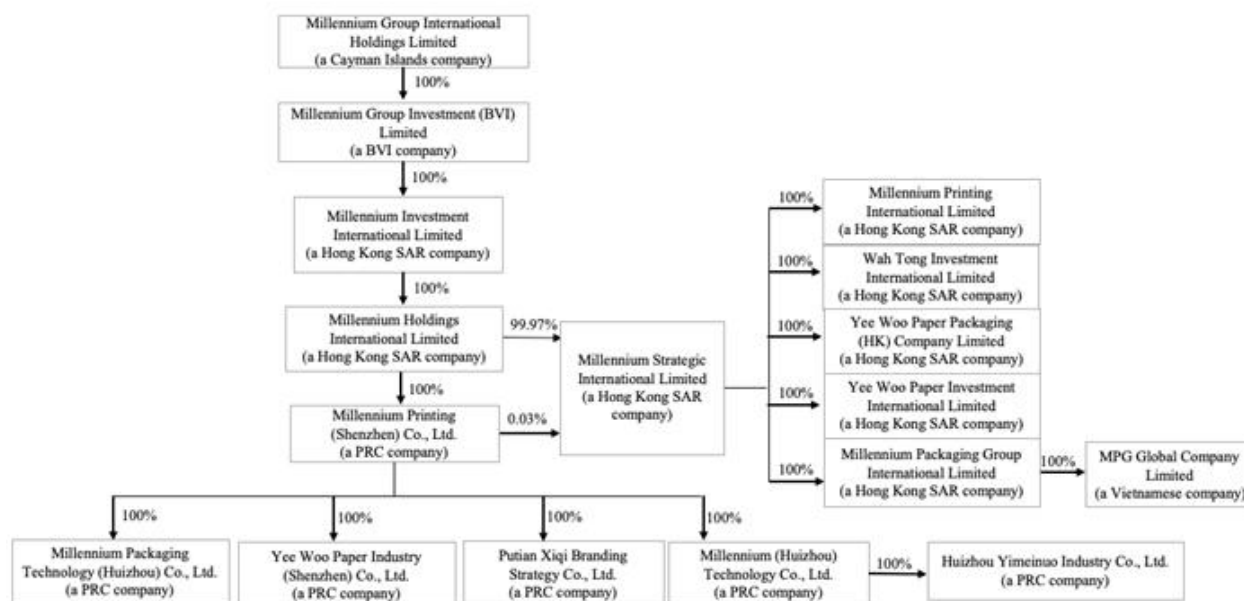 Millennium Group International
Holdings Limited
(a Cayman Islands company)
100%
Millennium Group Investment (BVI)
Limited
(a BVI company)
100%
Millennium Investment
International Limited
(a Hong Kong SAR company)
100%
Millennium Holdings
International Limited
(a Hong Kong SAR company)
99.97%
100%
Millennium Printing
(Shenzhen) Co., Ltd.
(a PRC company)
0.03%
Millennium Strategic
International Limited
(a Hong Kong SAR
company)
100%
Millennium Printing
International Limited
(a Hong Kong SAR company)
100%
Wah Tong Investment
International Limited
(a Hong Kong SAR company)
100%
Yee Woo Paper Packaging
(HK) Company Limited
(a Hong Kong SAR company)
100%
Yee Woo Paper Investment
International Limited
(a Hong Kong SAR company)
100%
Millennium Packaging Group
International Limited
(a Hong Kong SAR company)
100%
MPG Global Company
Limited
(a Vietnamese company)
100%
Millennium Packaging
Technology (Huizhou) Co., Ltd.
(a PRC company)
100%
Yee Woo Paper Industry
(Shenzhen) Co., Ltd.
(a PRC company)
100%
Putian Xiqi Branding
Strategy Co., Ltd.
(a PRC company)
100%
Millennium (Huizhou)
Technology Co., Ltd.
(a PRC company)
100%
Huizhou Yimeinuo Industry Co., Ltd.
(a PRC company)